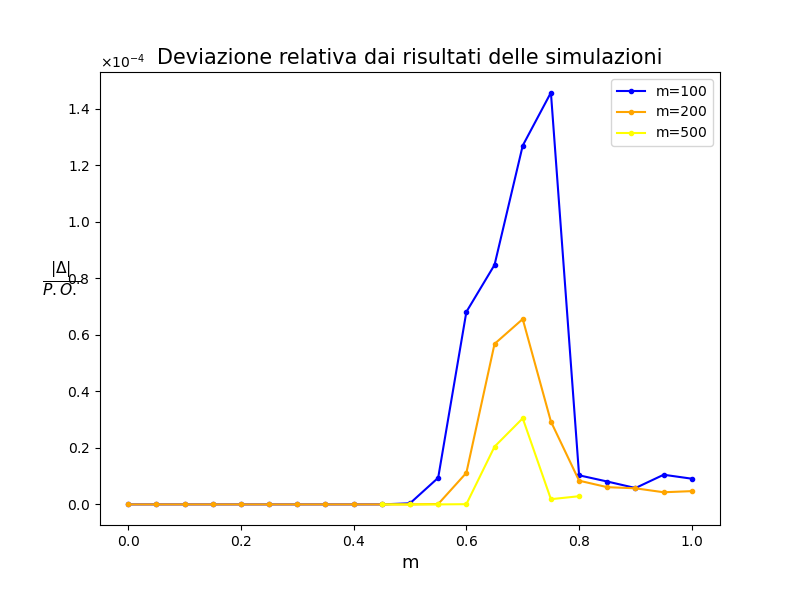 Deviazione relativa dai risultati delle simulazioni
×10⁻⁴
m=100
m=200
m=500
1.4
1.2
1.0
0.8
0.6
0.4
0.2
0.0
|Δ|
P.O.
0.0 0.2 0.4 0.6 0.8 1.0
m